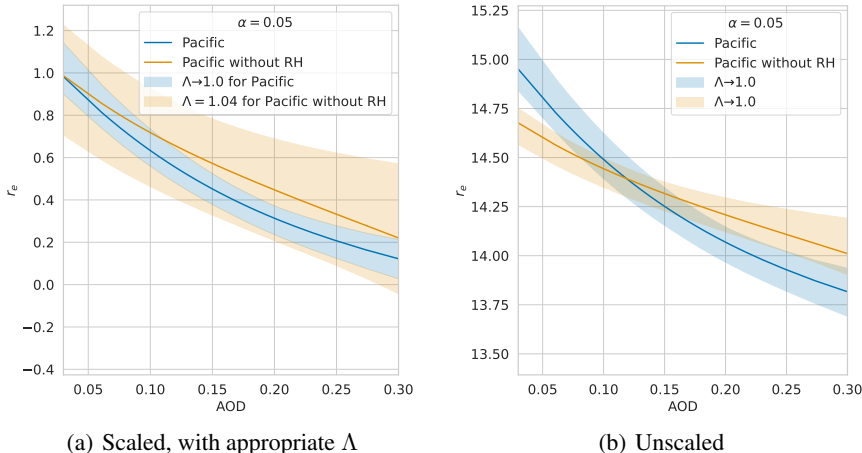 α = 0.05
Pacific
Pacific without RH
Λ→1.0 for Pacific
Λ = 1.04 for Pacific without RH
1.2
1.0
0.8
0.6
0.4
0.2
0.0
−0.2
−0.4
r_e
0.05 0.10 0.15 0.20 0.25 0.30
AOD
(a) Scaled, with appropriate Λ
α = 0.05
Pacific
Pacific without RH
Λ→1.0
Λ→1.0
15.25
15.00
14.75
14.50
14.25
14.00
13.75
13.50
r_e
0.05 0.10 0.15 0.20 0.25 0.30
AOD
(b) Unscaled